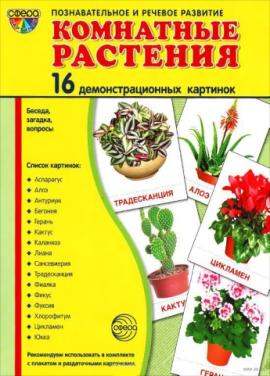 СФЕРА
ПОЗНАВАТЕЛЬНОЕ И РЕЧЕВОЕ РАЗВИТИЕ
КОМНАТНЫЕ
РАСТЕНИЯ
16 демонстрационных картинок
Беседа,
загадка,
вопросы
Список картинок:
Аспарагус
Алоэ
Антуриум
Бегония
Герань
Кактус
Каланхоэ
Лиана
Сансевиерия
Традесканция
Фиалка
Фикус
Фуксия
Хлорофитум
Цикламен
Юкка
ТРАДЕСКАНЦИЯ
АЛОЭ
ЦИКЛАМЕН
КАКТУ
ГЕРАН
СФЕРА
Рекомендуем использовать в комплекте
с плакатом и раздаточными карточками.